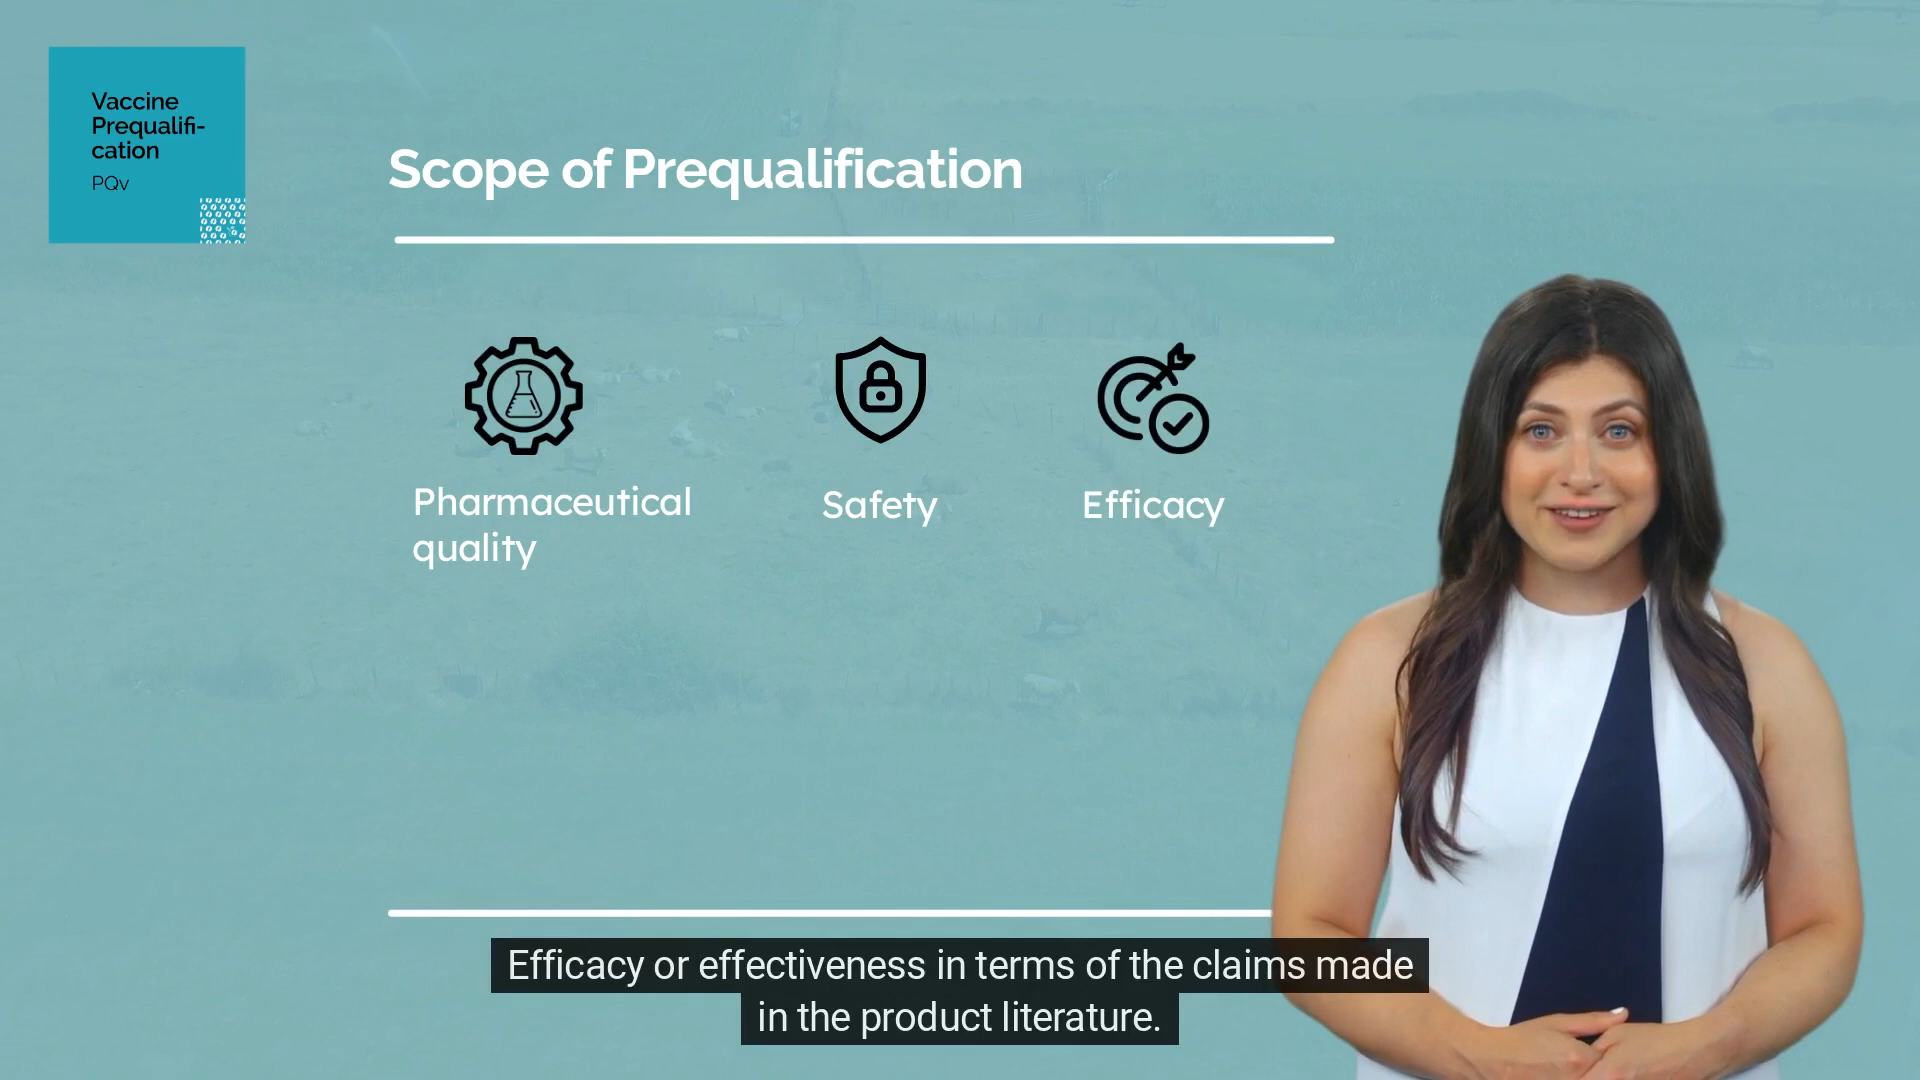 Vaccine
Prequalifi-
cation
PQv
Scope of Prequalification
Pharmaceutical
quality
Safety
Efficacy
Efficacy or effectiveness in terms of the claims made
in the product literature.